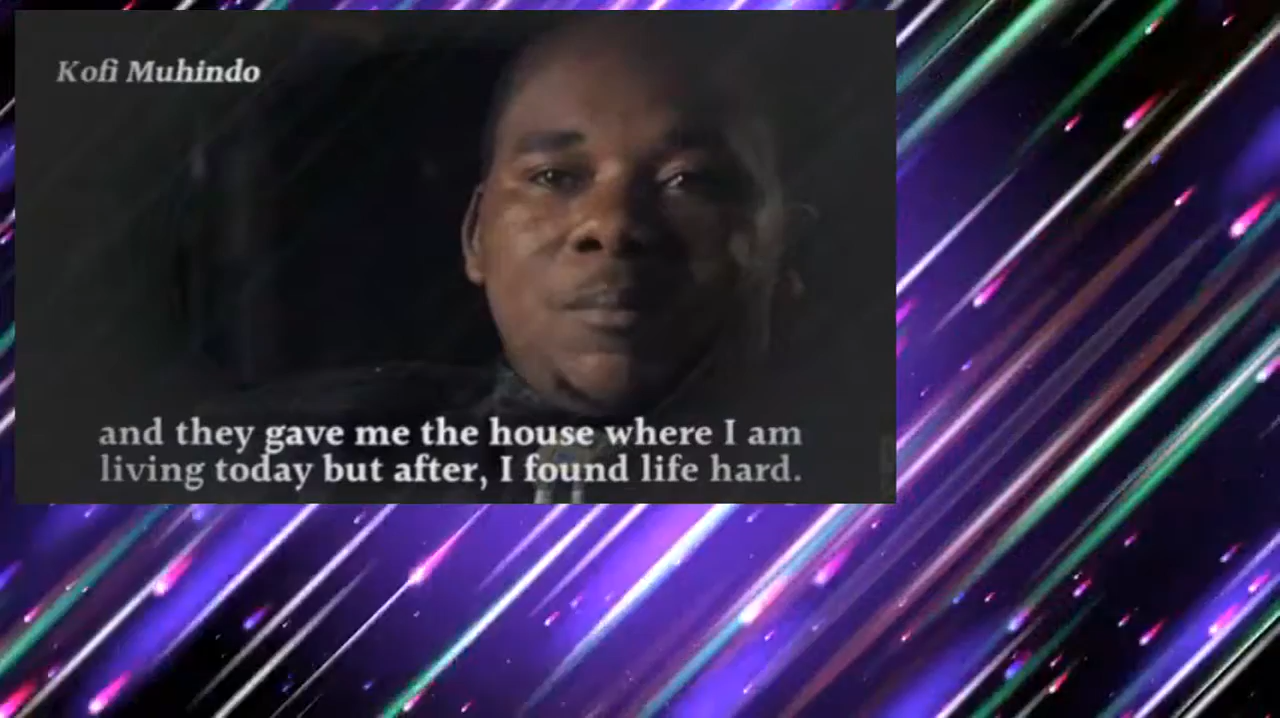 Kofi Muhindo
and they gave me the house where I am
living today but after, I found life hard.